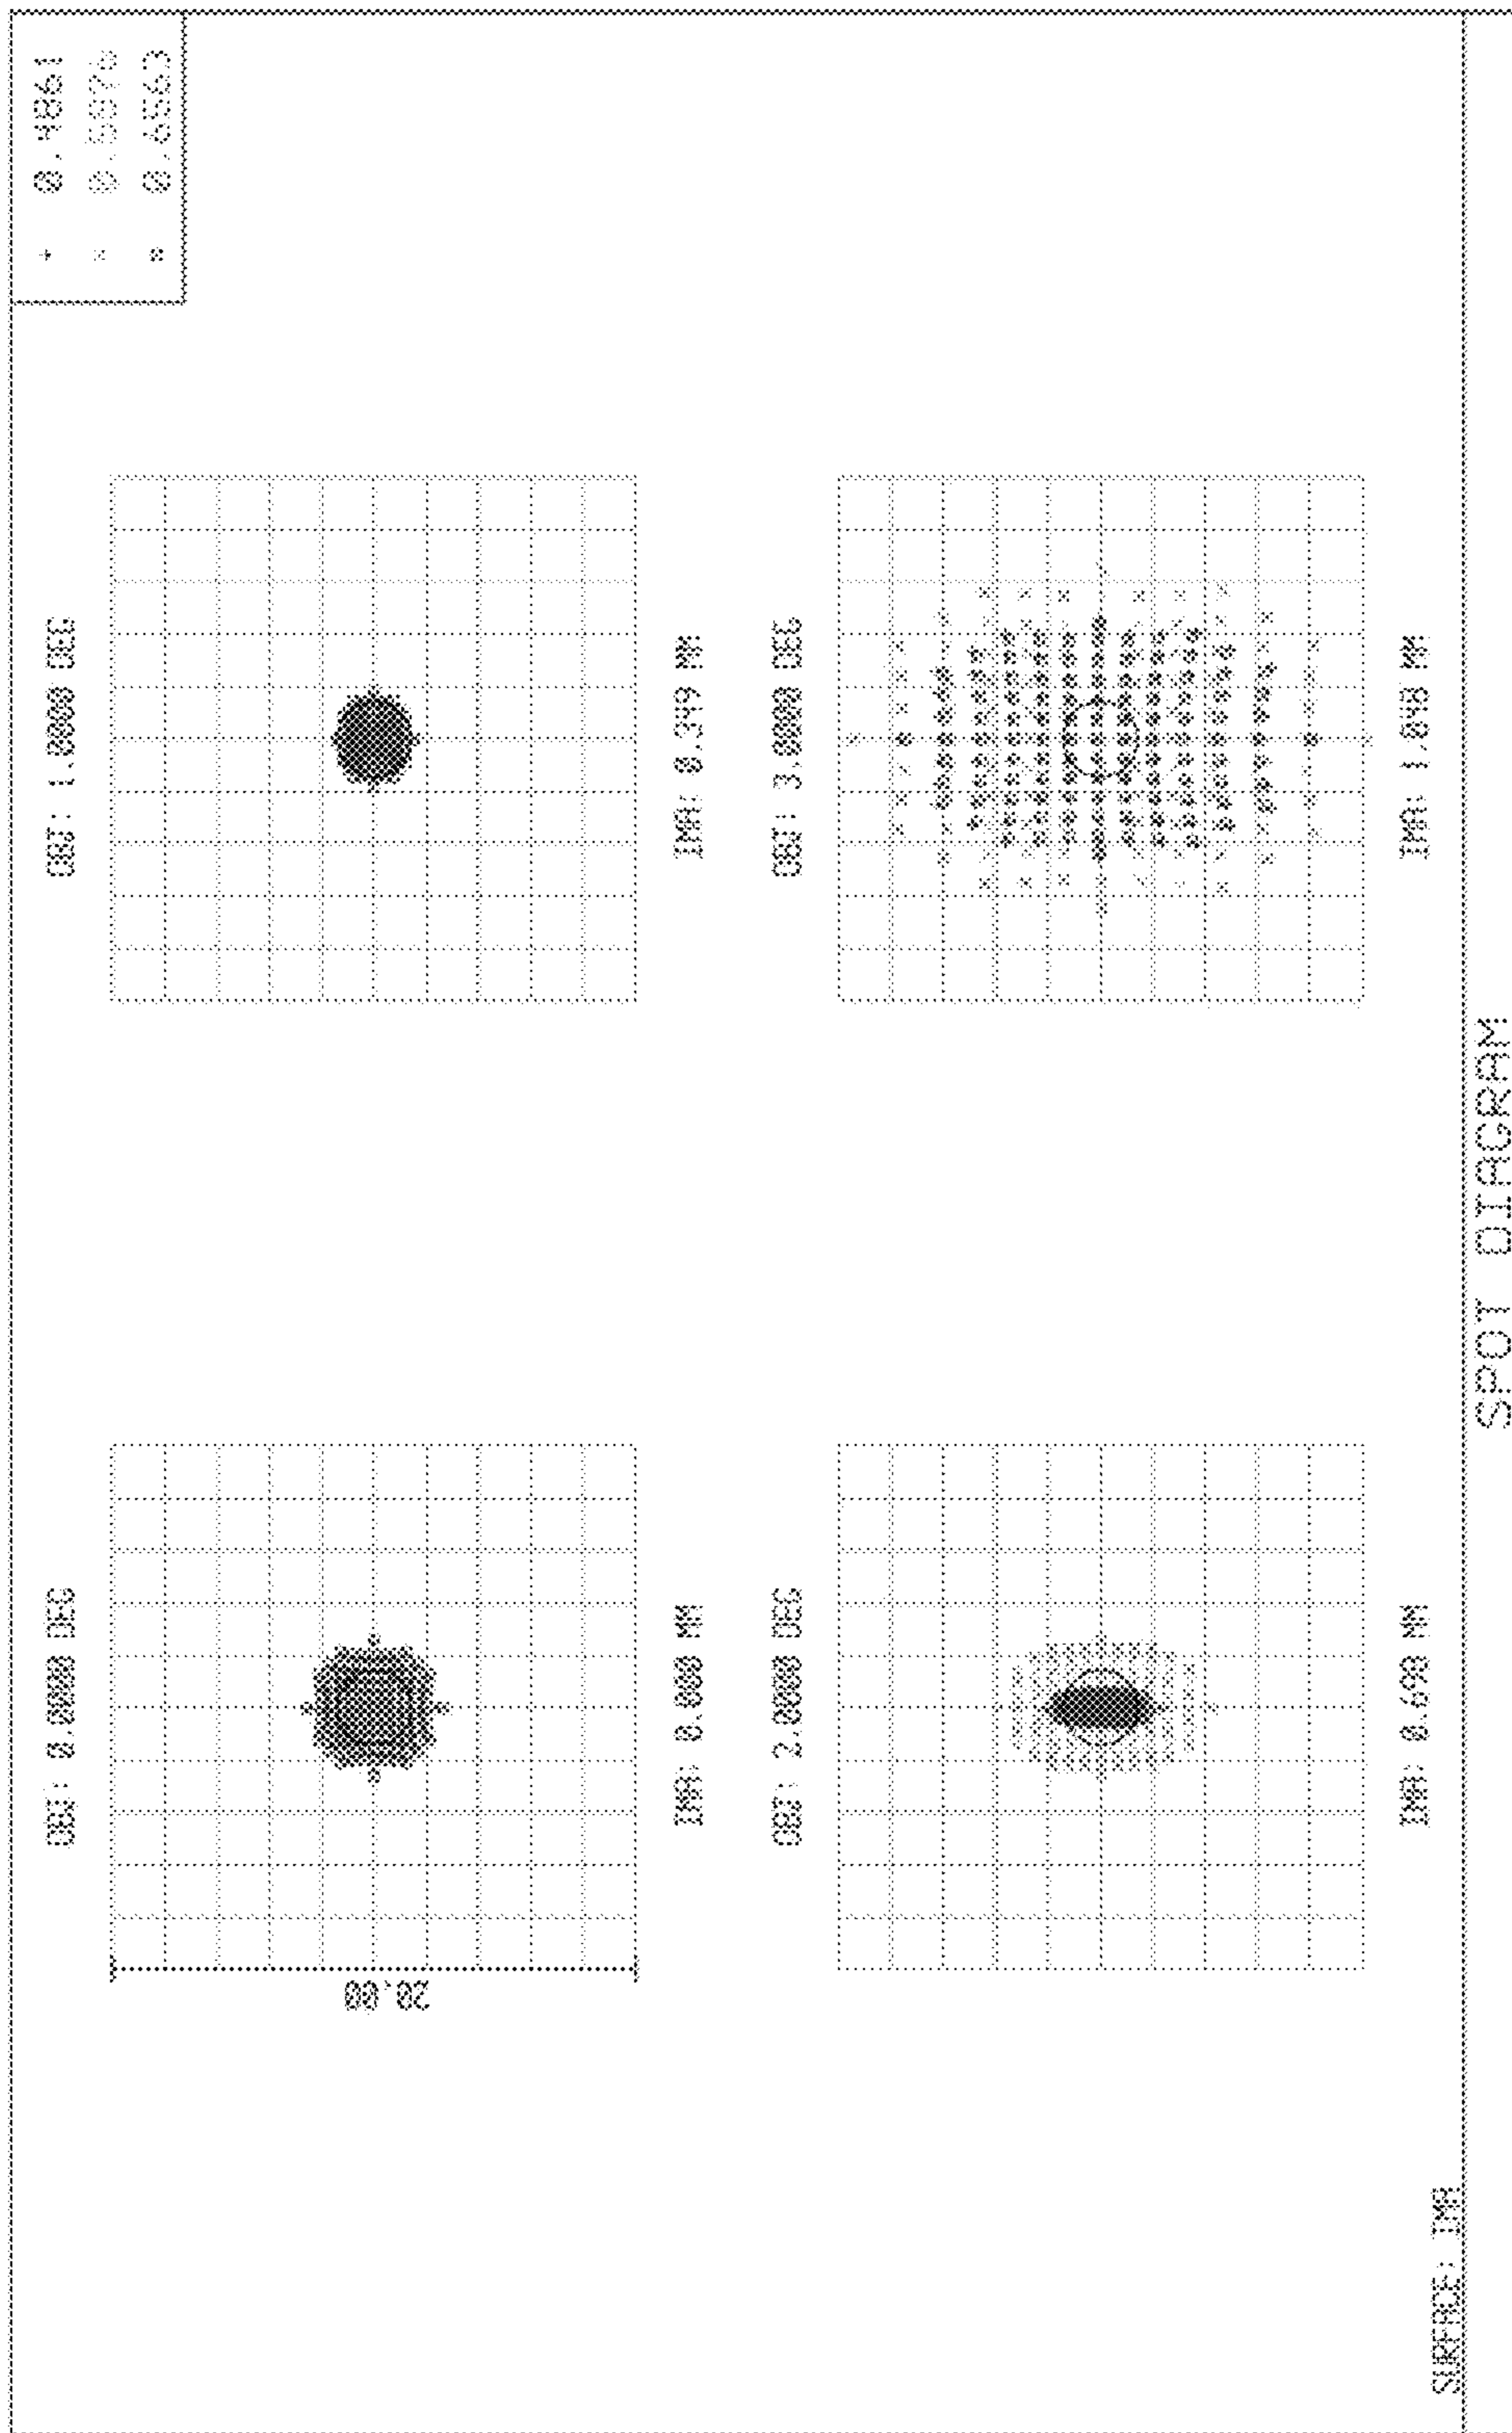 + 0.4861
× 0.5876
□ 0.6563
OBJ: 0.0000 DEG
OBJ: 1.0000 DEG
20.00
IMA: 0.000 MM
IMA: 0.349 MM
OBJ: 2.0000 DEG
OBJ: 3.0000 DEG
IMA: 0.698 MM
IMA: 1.048 MM
SURFACE: IMA
SPOT DIAGRAM